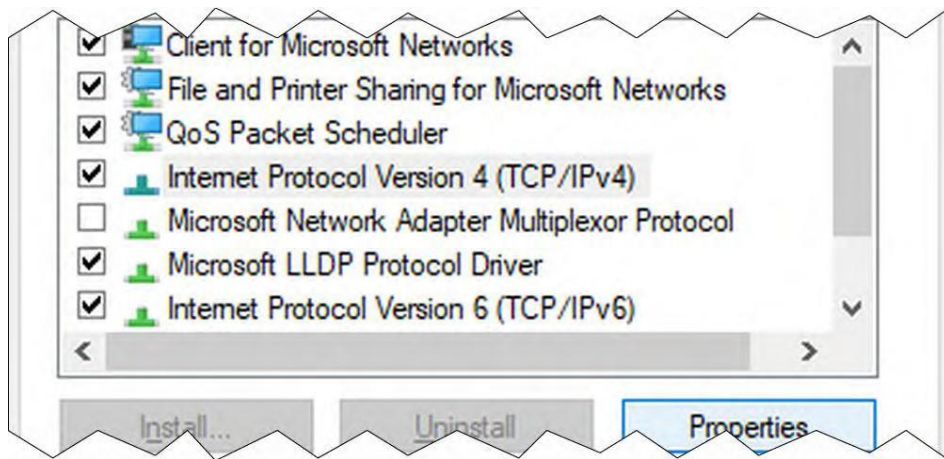 Client for Microsoft Networks
File and Printer Sharing for Microsoft Networks
QoS Packet Scheduler
Internet Protocol Version 4 (TCP/IPv4)
Microsoft Network Adapter Multiplexor Protocol
Microsoft LLDP Protocol Driver
Internet Protocol Version 6 (TCP/IPv6)
Install... Uninstall Properties